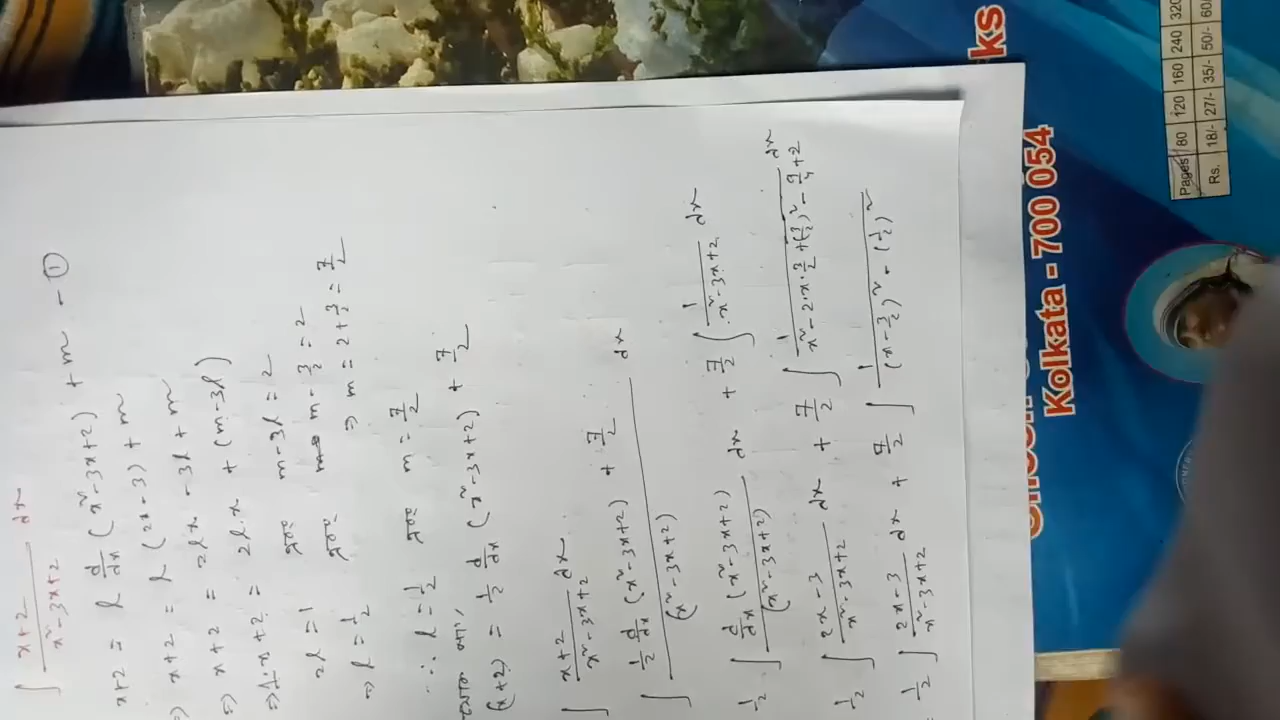 ∫ x+2 / x²-3x+2 dx
x+2 = l d/dx (x²-3x+2) + m - ①
⇒ x+2 = l (2x-3) + m
⇒ x+2 = 2lx - 3l + m
⇒ 1·x+2 = 2l·x + (m-3l)
2l = 1 এবং m-3l = 2
⇒ l = 1/2 এবং m - 3/2 = 2
⇒ m = 2 + 3/2 = 7/2
∴ l = 1/2 এবং m = 7/2
(x+2) = 1/2 d/dx (x²-3x+2) + 7/2
∫ x+2 / x²-3x+2 dx
∫ 1/2 d/dx (x²-3x+2) + 7/2 / (x²-3x+2) dx
1/2 ∫ d/dx (x²-3x+2) / (x²-3x+2) dx + 7/2 ∫ 1 / x²-3x+2 dx
1/2 ∫ 2x-3 / x²-3x+2 dx + 7/2 ∫ 1 / x²-2·x·3/2+(3/2)²-9/4+2 dx
= 1/2 ∫ 2x-3 / x²-3x+2 dx + 7/2 ∫ 1 / (x-3/2)²-(1/2)²
ks
Kolkata - 700 054
Pages 80 120 160 240 320
Rs. 18/- 27/- 35/- 50/- 60/